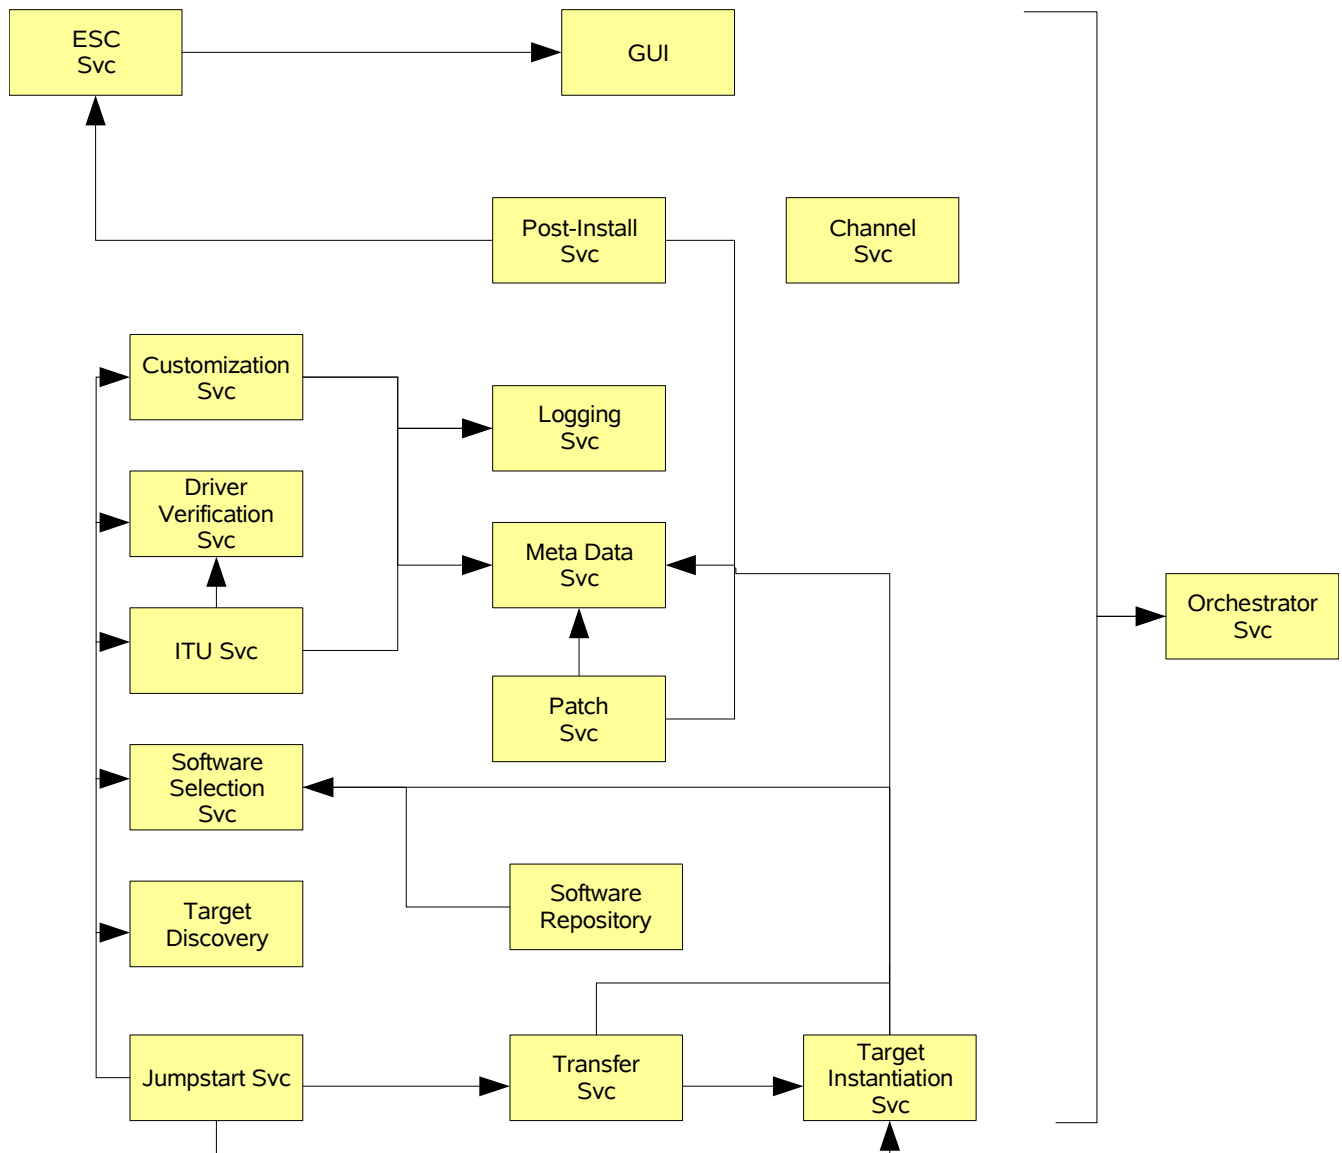 ESC
Svc
GUI
Post-Install
Svc
Channel
Svc
Customization
Svc
Logging
Svc
Driver
Verification
Svc
Meta Data
Svc
Orchestrator
Svc
ITU Svc
Patch
Svc
Software
Selection
Svc
Software
Repository
Target
Discovery
Jumpstart Svc
Transfer
Svc
Target
Instantiation
Svc